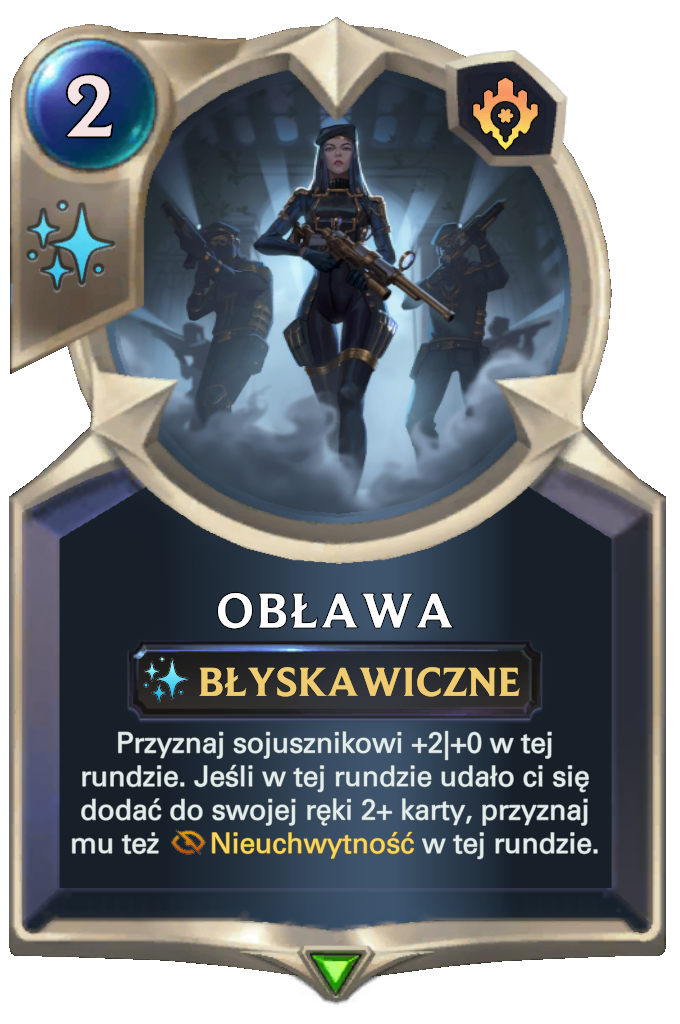 2
OBŁAWA
BŁYSKAWICZNE
Przyznaj sojusznikowi +2|+0 w tej
rundzie. Jeśli w tej rundzie udało ci się
dodać do swojej ręki 2+ karty, przyznaj
mu też Nieuchwytność w tej rundzie.